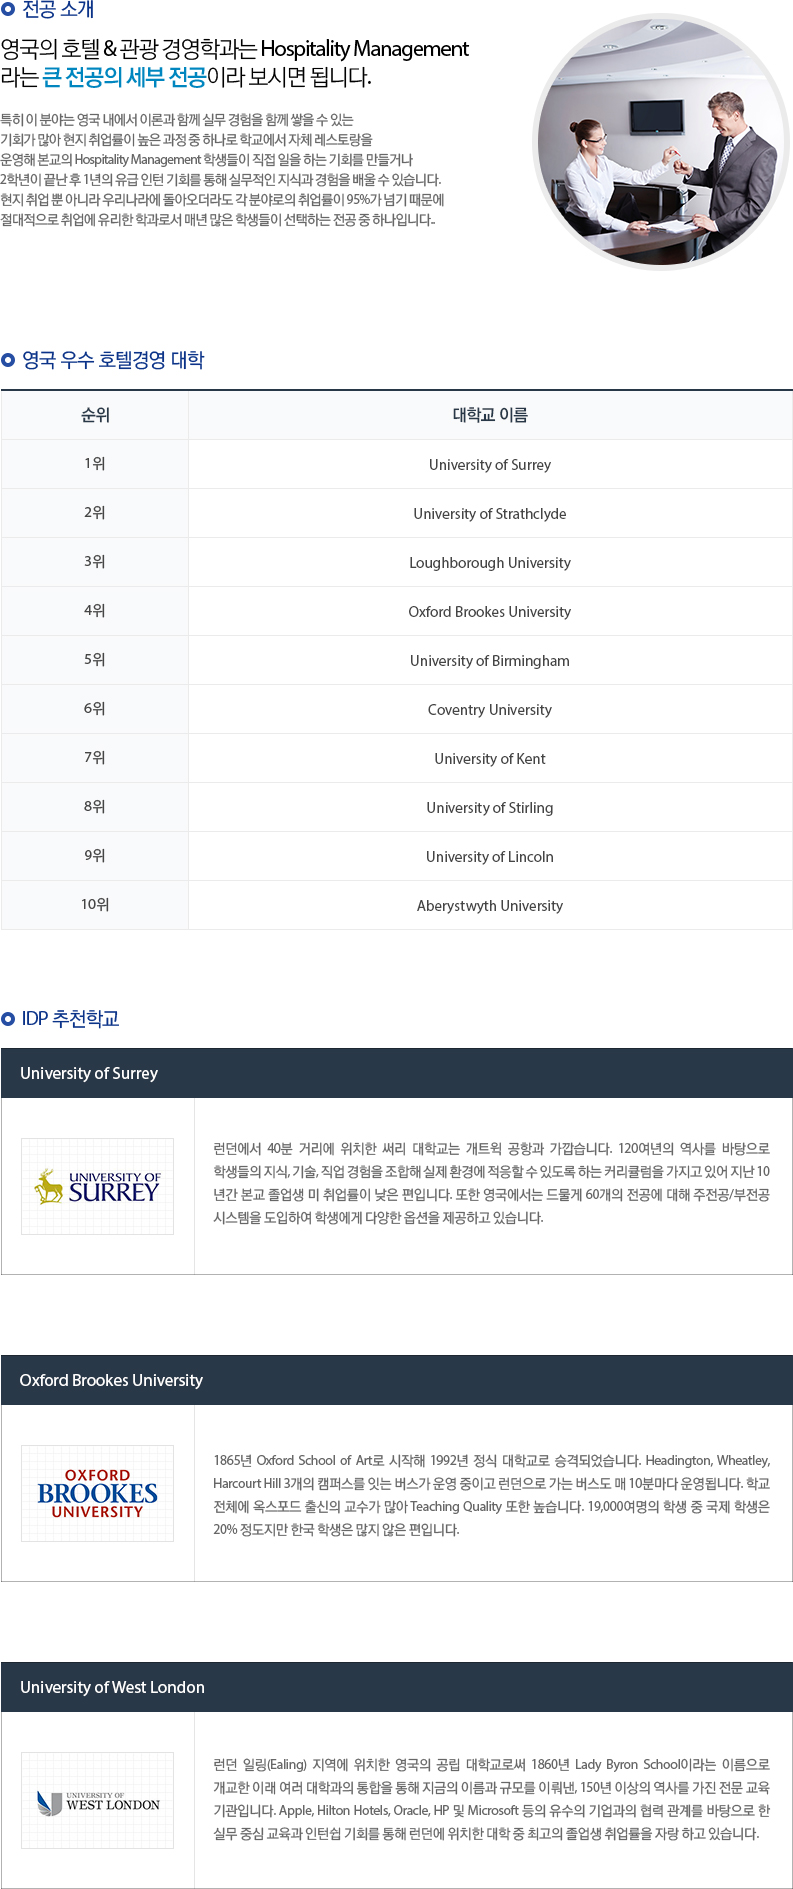 전공 소개
영국의 호텔 & 관광 경영학과는 Hospitality Management
라는 큰 전공의 세부 전공이라 보시면 됩니다.
특히 이 분야는 영국 내에서 이론과 함께 실무 경험을 함께 쌓을 수 있는
기회가 많아 현지 취업률이 높은 과정 중 하나로 학교에서 자체 레스토랑을
운영해 본교의 Hospitality Management 학생들이 직접 일을 하는 기회를 만들거나
2학년이 끝난 후 1년의 유급 인턴 기회를 통해 실무적인 지식과 경험을 배울 수 있습니다.
현지 취업 뿐 아니라 우리나라에 돌아오더라도 각 분야로의 취업률이 95%가 넘기 때문에
절대적으로 취업에 유리한 학과로서 매년 많은 학생들이 선택하는 전공 중 하나입니다..
영국 우수 호텔경영 대학
순위 대학교 이름
1위 University of Surrey
2위 University of Strathclyde
3위 Loughborough University
4위 Oxford Brookes University
5위 University of Birmingham
6위 Coventry University
7위 University of Kent
8위 University of Stirling
9위 University of Lincoln
10위 Aberystwyth University
IDP 추천학교
University of Surrey
UNIVERSITY OF
SURREY
런던에서 40분 거리에 위치한 써리 대학교는 개트윅 공항과 가깝습니다. 120여년의 역사를 바탕으로
학생들의 지식, 기술, 직업 경험을 조합해 실제 환경에 적응할 수 있도록 하는 커리큘럼을 가지고 있어 지난 10
년간 본교 졸업생 미 취업률이 낮은 편입니다. 또한 영국에서는 드물게 60개의 전공에 대해 주전공/부전공
시스템을 도입하여 학생에게 다양한 옵션을 제공하고 있습니다.
Oxford Brookes University
OXFORD
BROOKES
UNIVERSITY
1865년 Oxford School of Art로 시작해 1992년 정식 대학교로 승격되었습니다. Headington, Wheatley,
Harcourt Hill 3개의 캠퍼스를 잇는 버스가 운영 중이고 런던으로 가는 버스도 매 10분마다 운영됩니다. 학교
전체에 옥스포드 출신의 교수가 많아 Teaching Quality 또한 높습니다. 19,000여명의 학생 중 국제 학생은
20% 정도지만 한국 학생은 많지 않은 편입니다.
University of West London
UNIVERSITY OF
WEST LONDON
런던 일링(Ealing) 지역에 위치한 영국의 공립 대학교로써 1860년 Lady Byron School이라는 이름으로
개교한 이래 여러 대학과의 통합을 통해 지금의 이름과 규모를 이뤄낸, 150년 이상의 역사를 가진 전문 교육
기관입니다. Apple, Hilton Hotels, Oracle, HP 및 Microsoft 등의 유수의 기업과의 협력 관계를 바탕으로 한
실무 중심 교육과 인턴쉽 기회를 통해 런던에 위치한 대학 중 최고의 졸업생 취업률을 자랑 하고 있습니다.